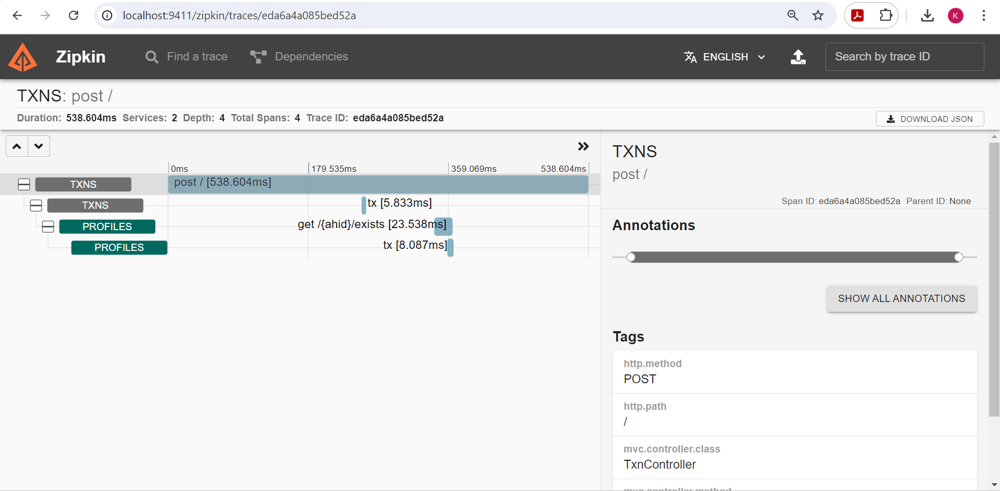 localhost:9411/zipkin/traces/eda6a4a085bed52a
K
Zipkin
Find a trace
Dependencies
ENGLISH
Search by trace ID
TXNS: post /
Duration: 538.604ms Services: 2 Depth: 4 Total Spans: 4 Trace ID: eda6a4a085bed52a
DOWNLOAD JSON
0ms 179.535ms 359.069ms 538.604ms
TXNS post / [538.604ms]
TXNS tx [5.833ms]
PROFILES get /{ahid}/exists [23.538ms]
PROFILES tx [8.087ms]
TXNS
post /
Span ID: eda6a4a085bed52a Parent ID: None
Annotations
SHOW ALL ANNOTATIONS
Tags
http.method
POST
http.path
/
mvc.controller.class
TxnController
mvc.controller.method